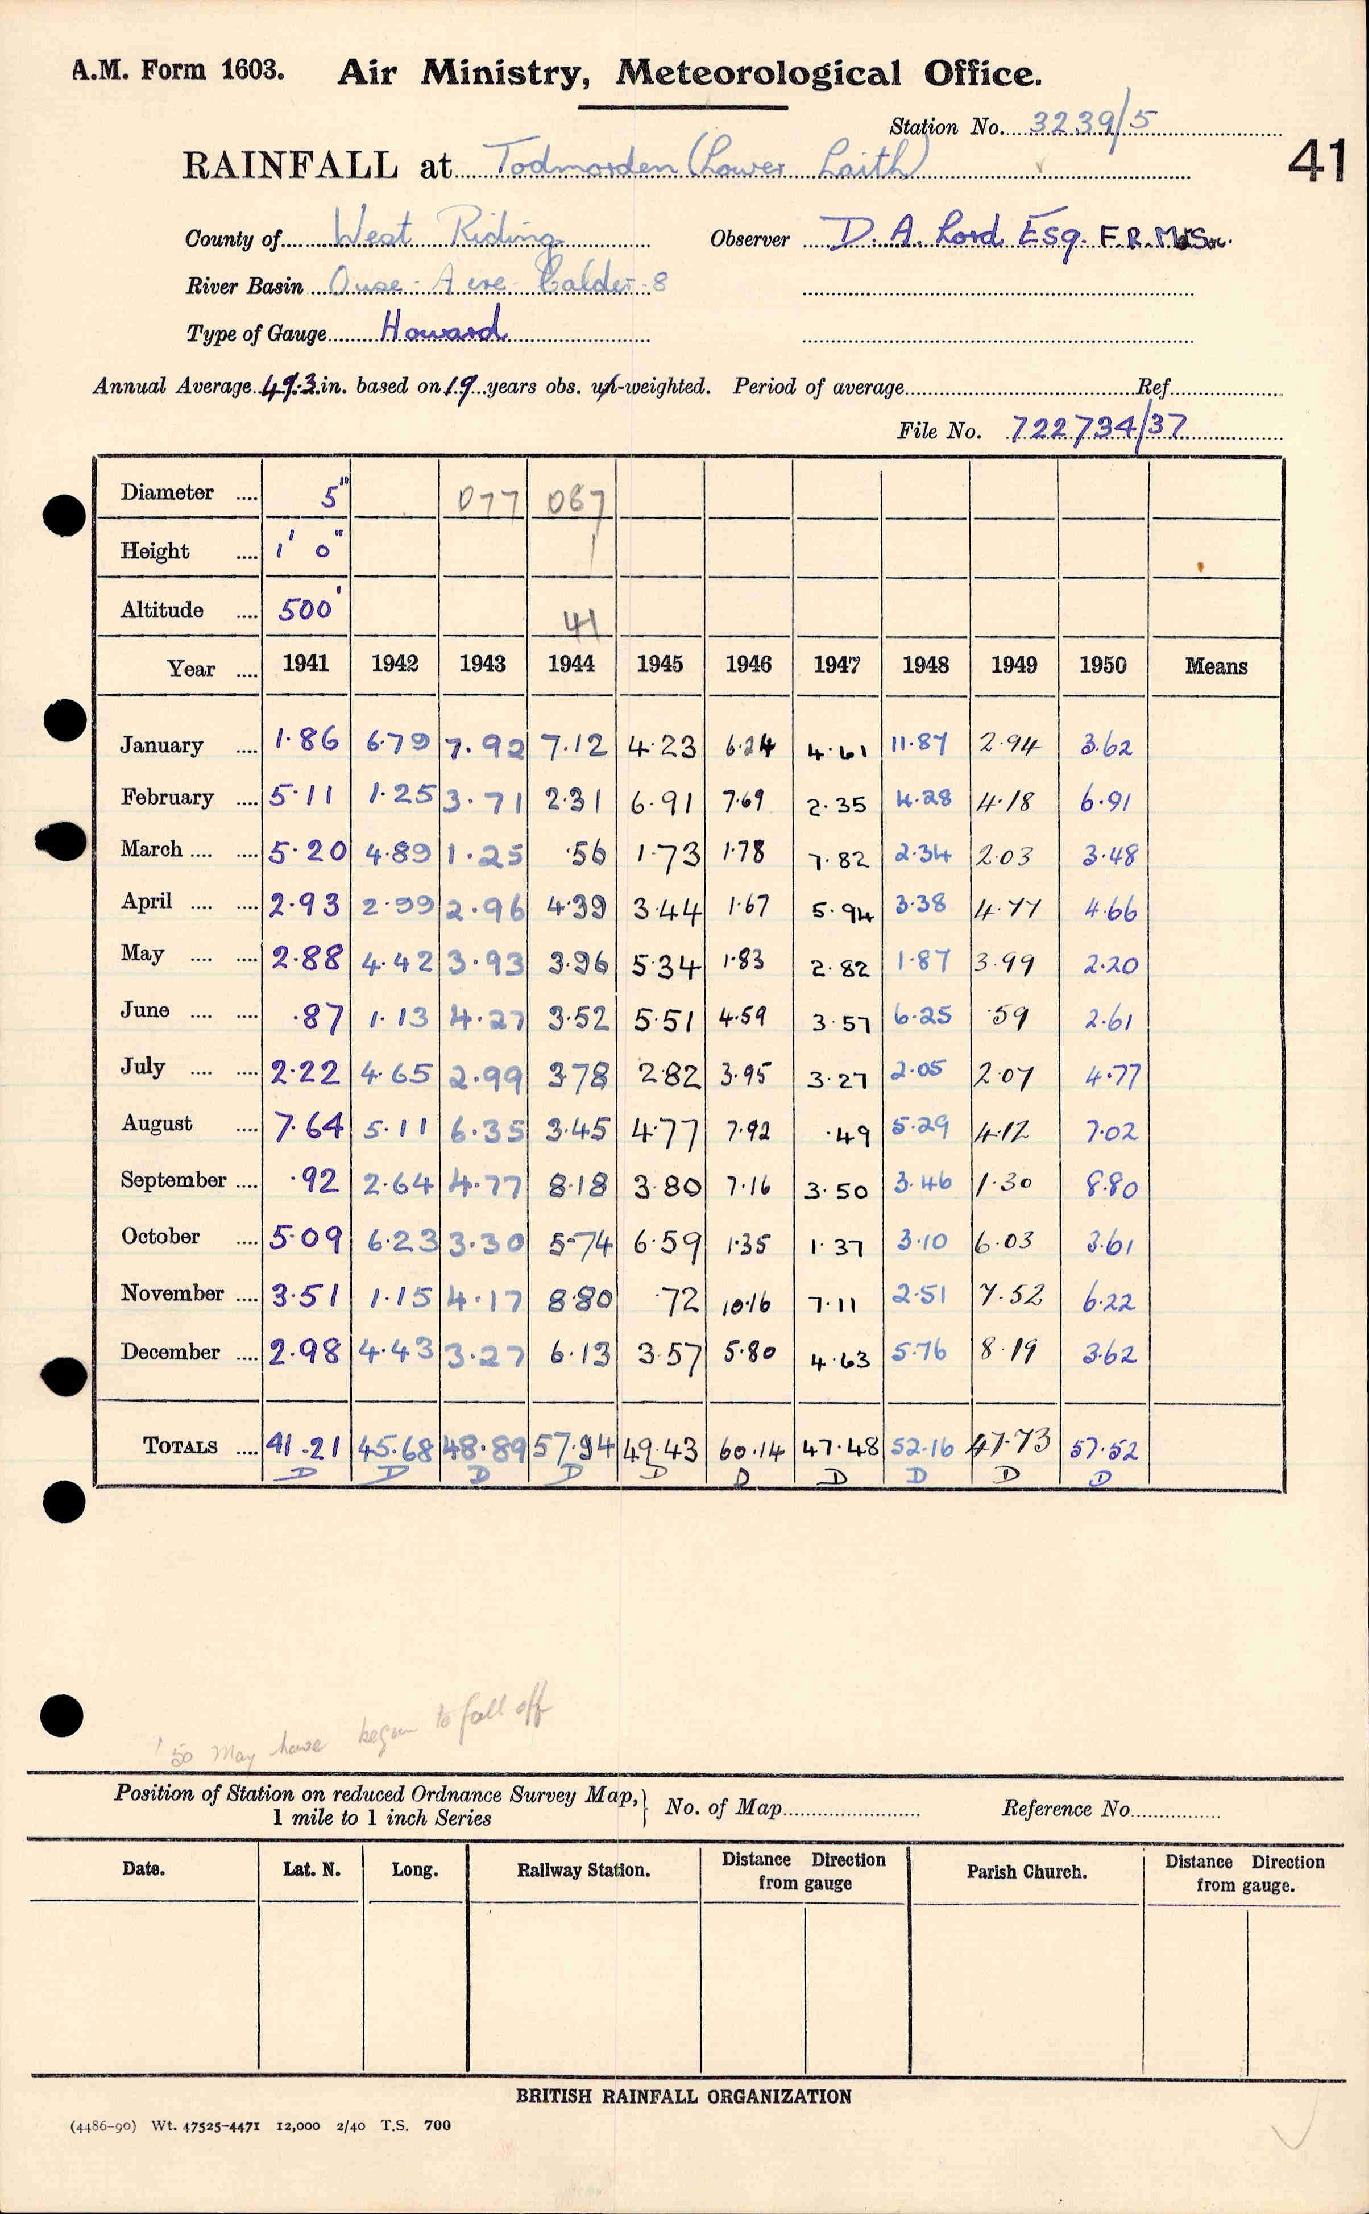 A.M. Form 1603. Air Ministry, Meteorological Office.
Station No. 3239/5
RAINFALL at Todmorden (Lower Laith)
41
County of West Riding Observer D. A. Lord Esq. F.R.Met.Soc.
River Basin Ouse - Aire - Calder - 8
Type of Gauge Howard
Annual Average in. based on 19 years obs. un-weighted. Period of average Ref
File No. 722734/37
Diameter .... 5" 077 087
Height .... 1' 0"
Altitude .... 500' 41
Year .... 1941 1942 1943 1944 1945 1946 1947 1948 1949 1950 Means
January .... 1.86 6.79 7.92 7.12 4.23 6.24 4.61 11.87 2.94 3.62
February .... 5.11 1.25 3.71 2.31 6.91 7.69 2.35 4.28 4.18 6.91
March .... .... 5.20 4.89 1.25 .56 1.73 1.78 7.82 2.34 2.03 3.48
April .... .... 2.93 2.99 2.96 4.39 3.44 1.67 5.94 3.38 4.77 4.66
May .... .... 2.88 4.42 3.93 3.96 5.34 1.83 2.82 1.87 3.99 2.20
June .... .... .87 1.13 4.27 3.52 5.51 4.59 3.57 6.25 .59 2.61
July .... .... 2.22 4.65 2.99 3.78 2.82 3.95 3.27 2.05 2.07 4.77
August .... 7.64 5.11 6.35 3.45 4.77 7.92 .49 5.29 4.12 7.02
September .... .92 2.64 4.77 8.18 3.80 7.16 3.50 3.46 1.30 8.80
October .... 5.09 6.23 3.30 5.74 6.59 1.35 1.37 3.10 6.03 3.61
November .... 3.51 1.15 4.17 8.80 .72 10.16 7.11 2.51 7.52 6.22
December .... 2.98 4.43 3.27 6.13 3.57 5.80 4.63 5.76 8.19 3.62
TOTALS .... 41.21 45.68 48.89 57.94 49.43 60.14 47.48 52.16 47.73 57.52
D D D D D D D D D D
'50 May have begun to fall off
Position of Station on reduced Ordnance Survey Map, } No. of Map Reference No
1 mile to 1 inch Series
Date. Lat. N. Long. Railway Station. Distance Direction from gauge Parish Church. Distance Direction from gauge.
BRITISH RAINFALL ORGANIZATION
(4486-90) Wt. 47525-4471 12,000 2/40 T.S. 700